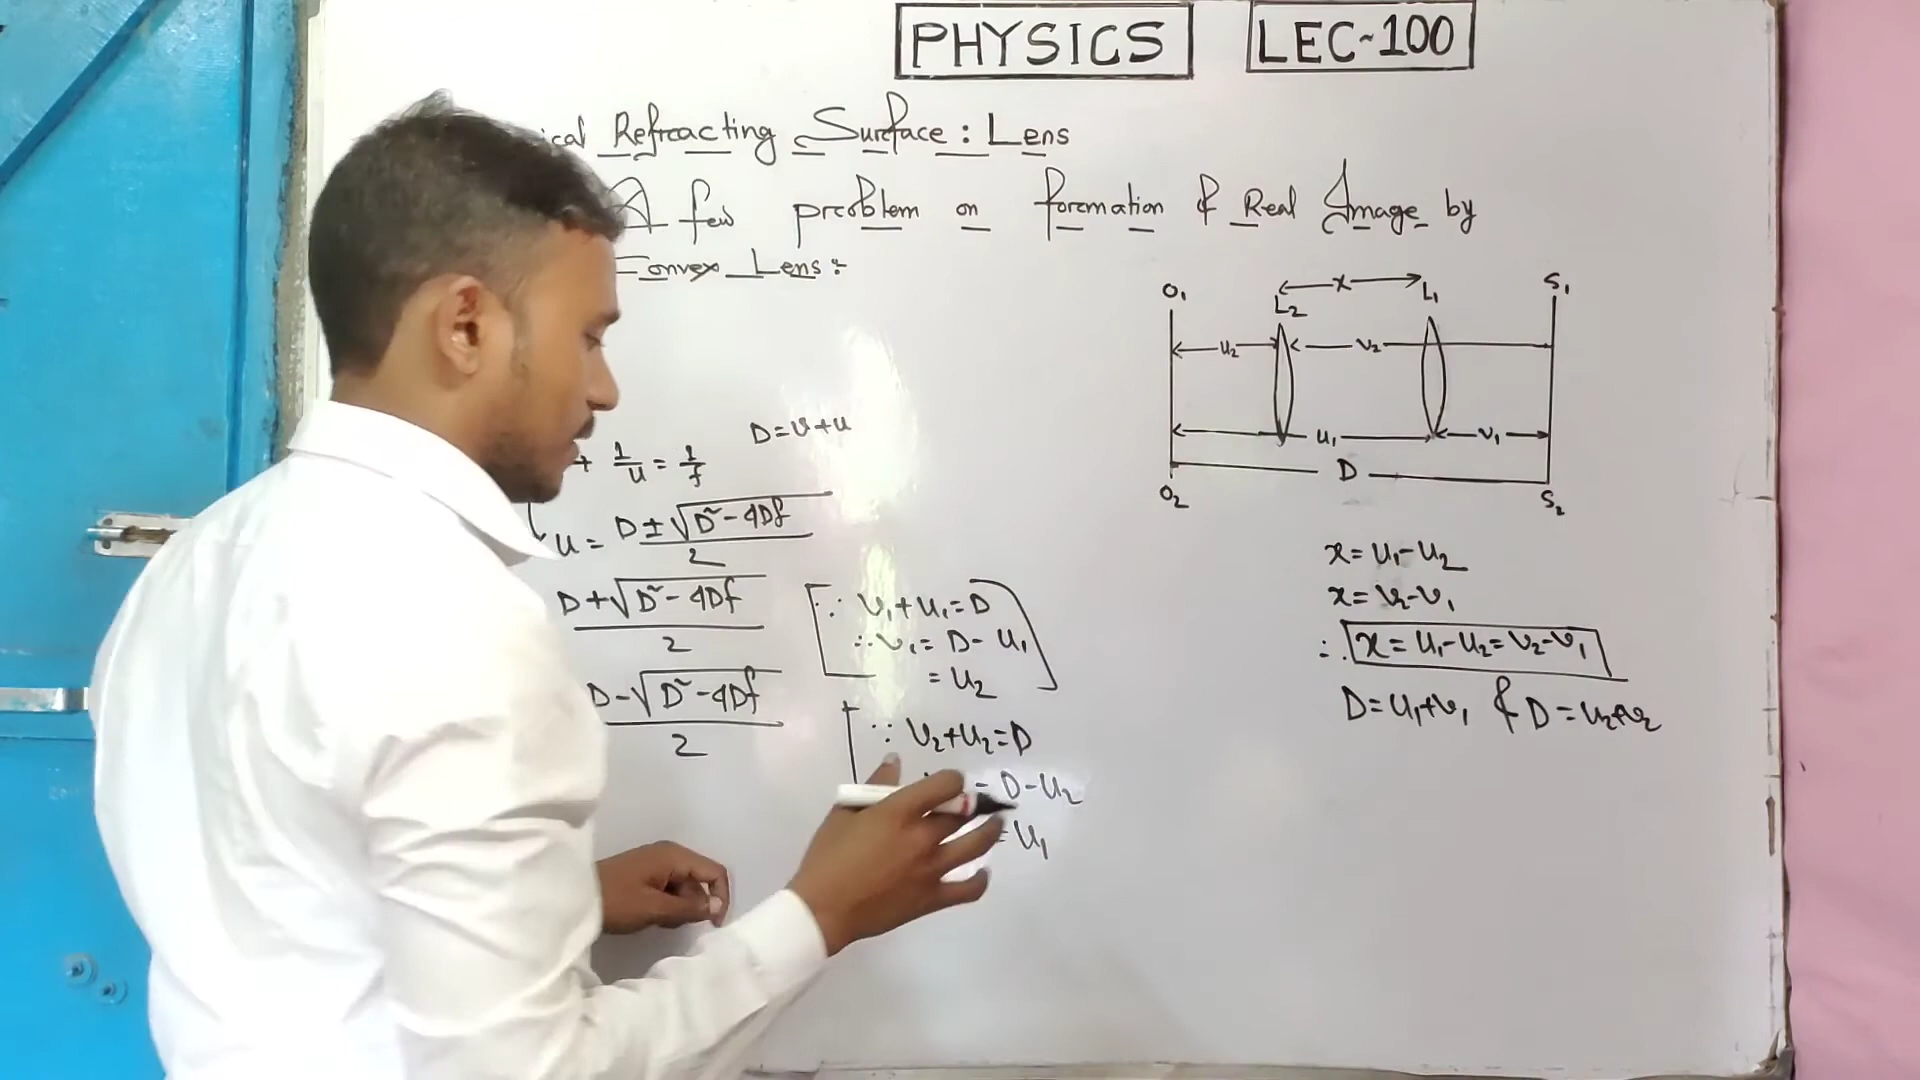 PHYSICS LEC-100
ical Refracting Surface: Lens
A few problem on formation of Real Image by
Convex Lens:-
O₁ L₂ x L₁ S₁
u₂ v₂
u₁ v₁
D
O₂ S₂
D=v+u
+ 1/u = 1/f
u = (D±√(D²-4Df))/2
(D+√(D²-4Df))/2
(D-√(D²-4Df))/2
∵ v₁+u₁=D
∴ v₁ = D-u₁
= u₂
∵ v₂+u₂=D
= D-u₂
= u₁
x = u₁-u₂
x = v₂-v₁
∴ x = u₁-u₂ = v₂-v₁
D=u₁+v₁ & D=u₂+v₂